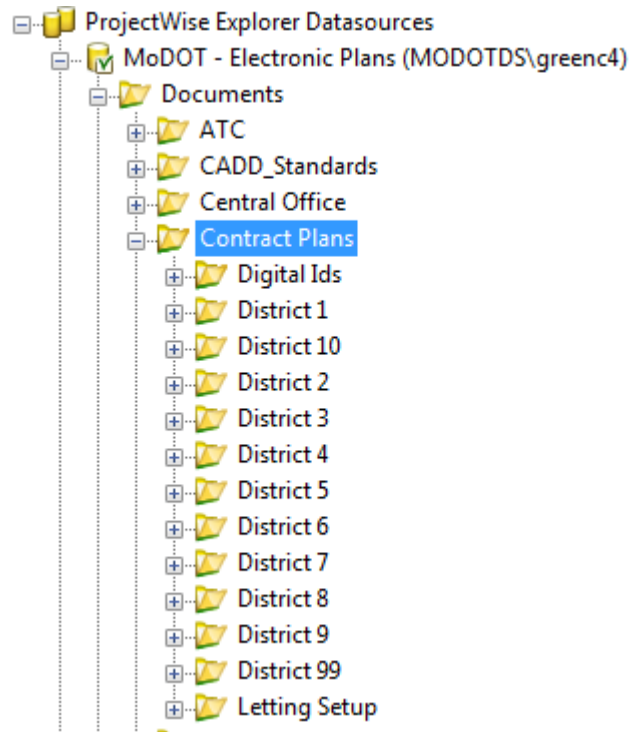 ProjectWise Explorer Datasources
MoDOT - Electronic Plans (MODOTDS\greenc4)
Documents
ATC
CADD_Standards
Central Office
Contract Plans
Digital Ids
District 1
District 10
District 2
District 3
District 4
District 5
District 6
District 7
District 8
District 9
District 99
Letting Setup